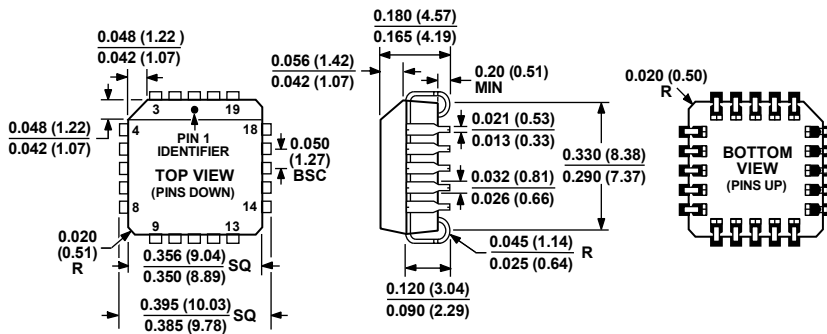 0.048 (1.22 )
0.042 (1.07)
0.048 (1.22)
0.042 (1.07)
3
19
4
18
PIN 1
IDENTIFIER
TOP VIEW
(PINS DOWN)
8
14
9
13
0.050
(1.27)
BSC
0.020
(0.51)
R
0.356 (9.04)
0.350 (8.89)
SQ
0.395 (10.03)
0.385 (9.78)
SQ
0.180 (4.57)
0.165 (4.19)
0.056 (1.42)
0.042 (1.07)
0.20 (0.51)
MIN
0.021 (0.53)
0.013 (0.33)
0.032 (0.81)
0.026 (0.66)
0.330 (8.38)
0.290 (7.37)
0.045 (1.14)
0.025 (0.64)
R
0.120 (3.04)
0.090 (2.29)
0.020 (0.50)
R
BOTTOM
VIEW
(PINS UP)